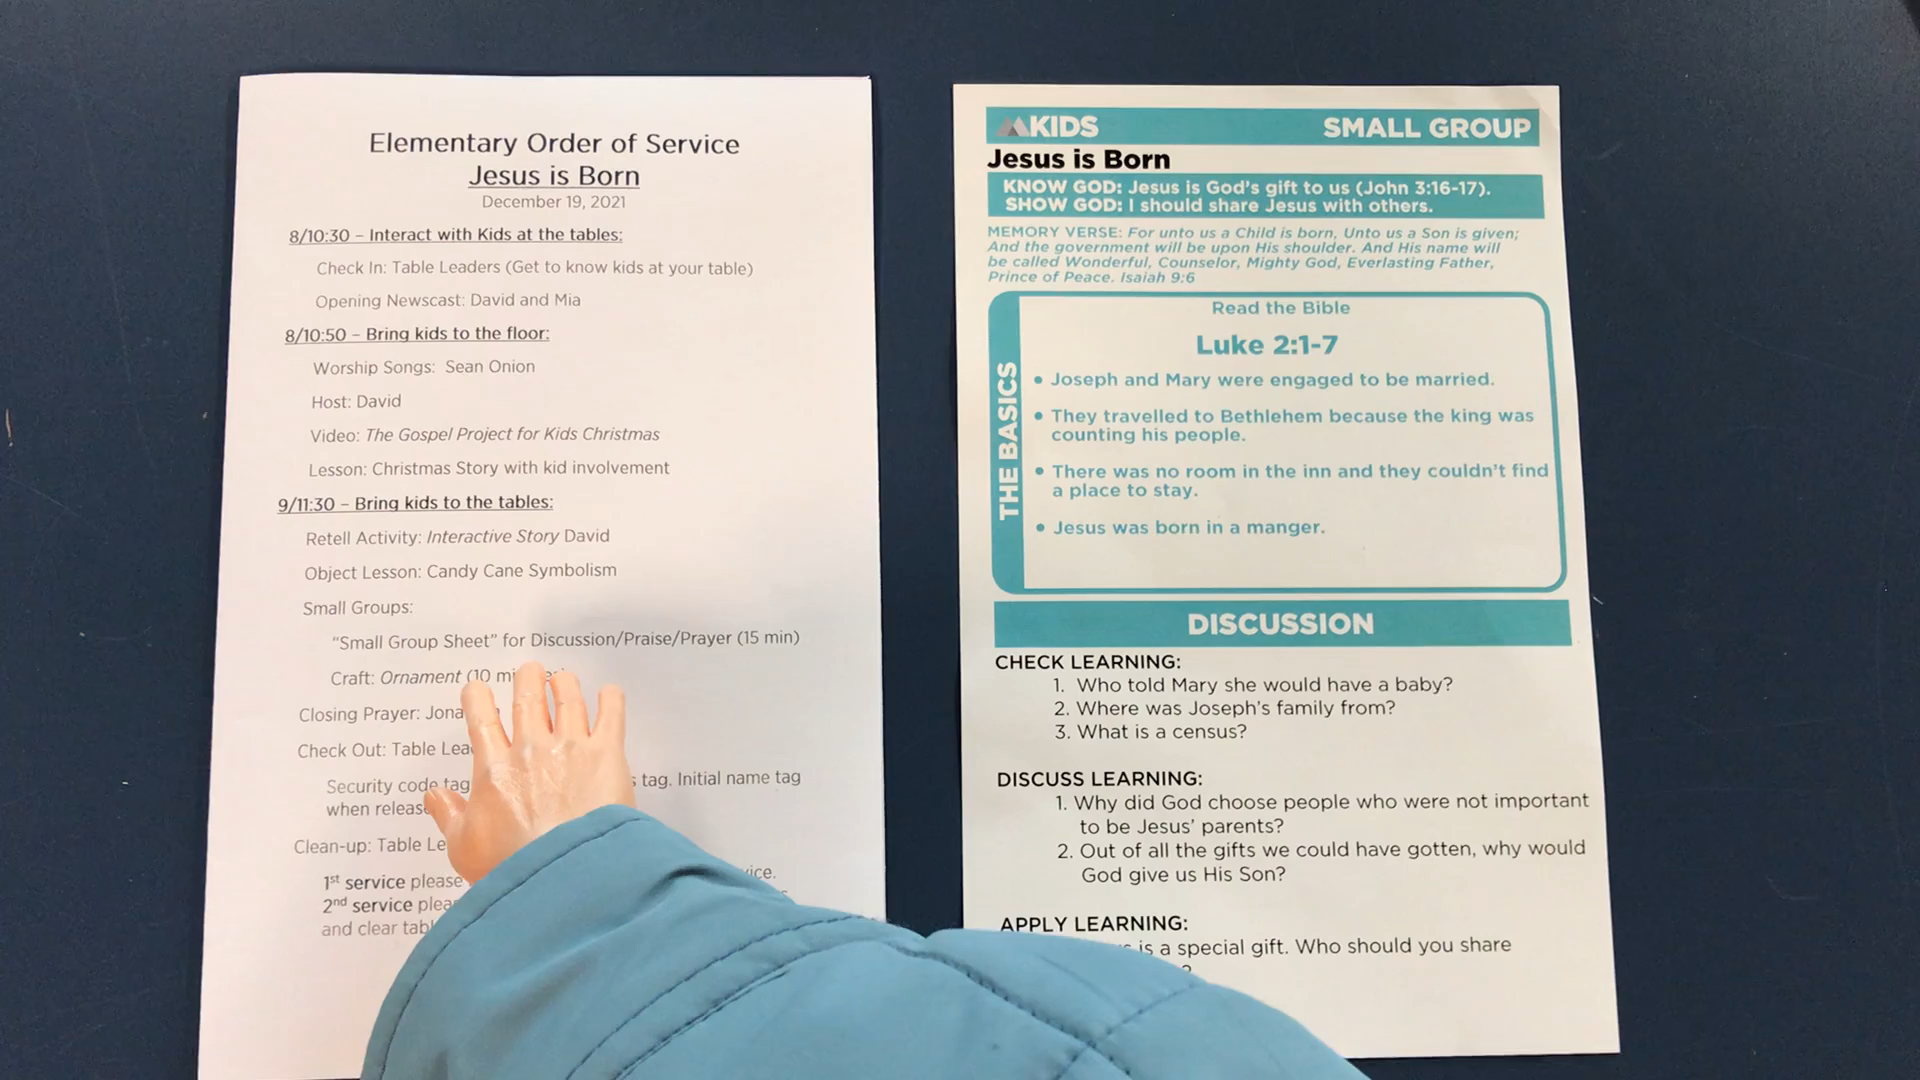 Elementary Order of Service
Jesus is Born
December 19, 2021
8/10:30 – Interact with Kids at the tables:
Check In: Table Leaders (Get to know kids at your table)
Opening Newscast: David and Mia
8/10:50 – Bring kids to the floor:
Worship Songs: Sean Onion
Host: David
Video: The Gospel Project for Kids Christmas
Lesson: Christmas Story with kid involvement
9/11:30 – Bring kids to the tables:
Retell Activity: Interactive Story David
Object Lesson: Candy Cane Symbolism
Small Groups:
“Small Group Sheet” for Discussion/Praise/Prayer (15 min)
Craft: Ornament (10
Closing Prayer:
Check Out: Table
Security code tag. Initial name tag
when
Clean-up: Table
1st service please
2nd service
and clear
KIDS SMALL GROUP
Jesus is Born
KNOW GOD: Jesus is God's gift to us (John 3:16-17).
SHOW GOD: I should share Jesus with others.
MEMORY VERSE: For unto us a Child is born, Unto us a Son is given;
And the government will be upon His shoulder. And His name will
be called Wonderful, Counselor, Mighty God, Everlasting Father,
Prince of Peace. Isaiah 9:6
THE BASICS
Read the Bible
Luke 2:1-7
• Joseph and Mary were engaged to be married.
• They travelled to Bethlehem because the king was
counting his people.
• There was no room in the inn and they couldn't find
a place to stay.
• Jesus was born in a manger.
DISCUSSION
CHECK LEARNING:
1. Who told Mary she would have a baby?
2. Where was Joseph's family from?
3. What is a census?
DISCUSS LEARNING:
1. Why did God choose people who were not important
to be Jesus' parents?
2. Out of all the gifts we could have gotten, why would
God give us His Son?
APPLY LEARNING:
is a special gift. Who should you share